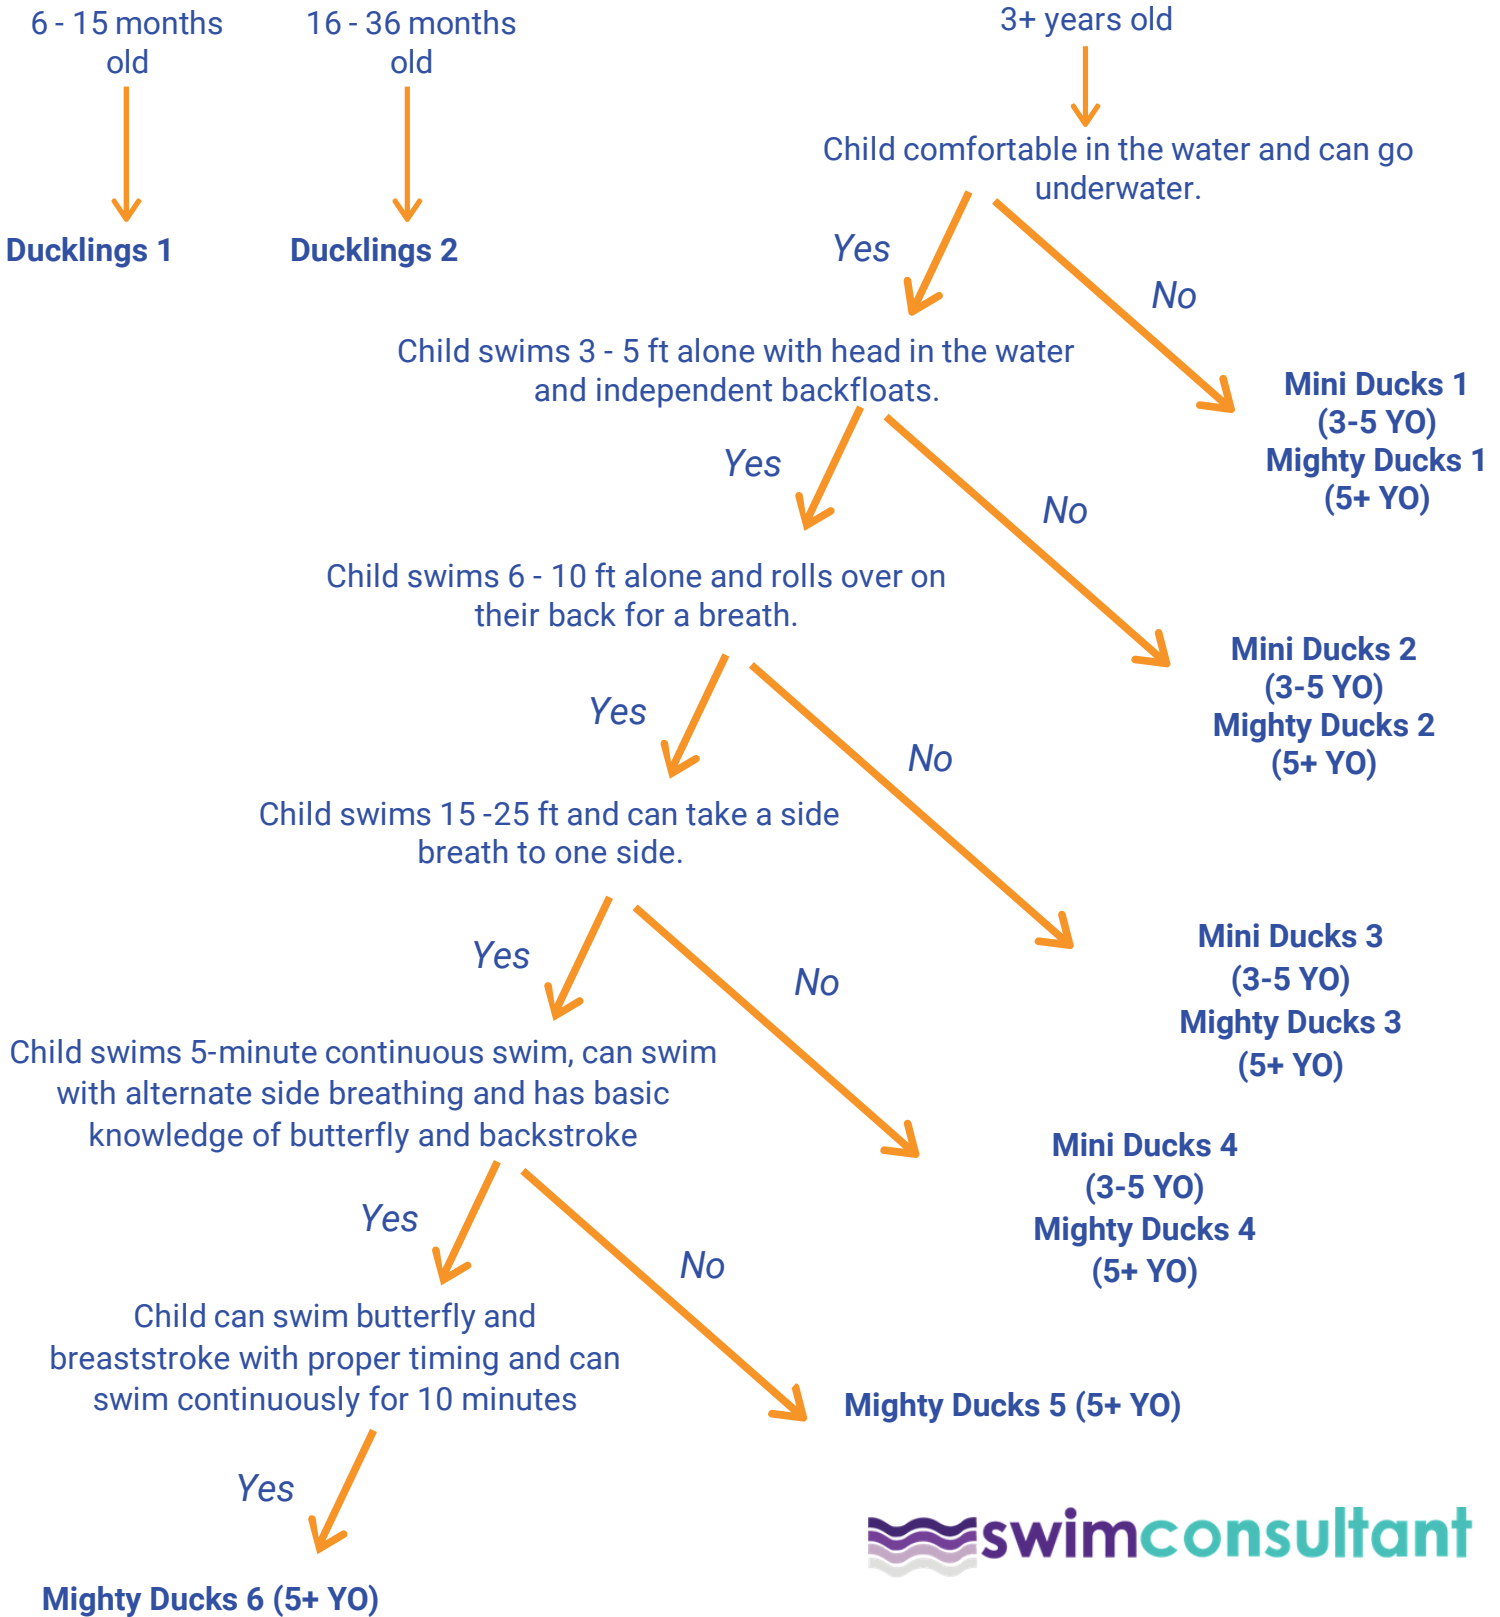 6 - 15 months
old
16 - 36 months
old
3+ years old
Ducklings 1
Ducklings 2
Child comfortable in the water and can go
underwater.
Yes
No
Mini Ducks 1
(3-5 YO)
Mighty Ducks 1
(5+ YO)
Child swims 3 - 5 ft alone with head in the water
and independent backfloats.
Yes
No
Mini Ducks 2
(3-5 YO)
Mighty Ducks 2
(5+ YO)
Child swims 6 - 10 ft alone and rolls over on
their back for a breath.
Yes
No
Mini Ducks 3
(3-5 YO)
Mighty Ducks 3
(5+ YO)
Child swims 15 -25 ft and can take a side
breath to one side.
Yes
No
Mini Ducks 4
(3-5 YO)
Mighty Ducks 4
(5+ YO)
Child swims 5-minute continuous swim, can swim
with alternate side breathing and has basic
knowledge of butterfly and backstroke
Yes
No
Mighty Ducks 5 (5+ YO)
Child can swim butterfly and
breaststroke with proper timing and can
swim continuously for 10 minutes
Yes
Mighty Ducks 6 (5+ YO)
swimconsultant